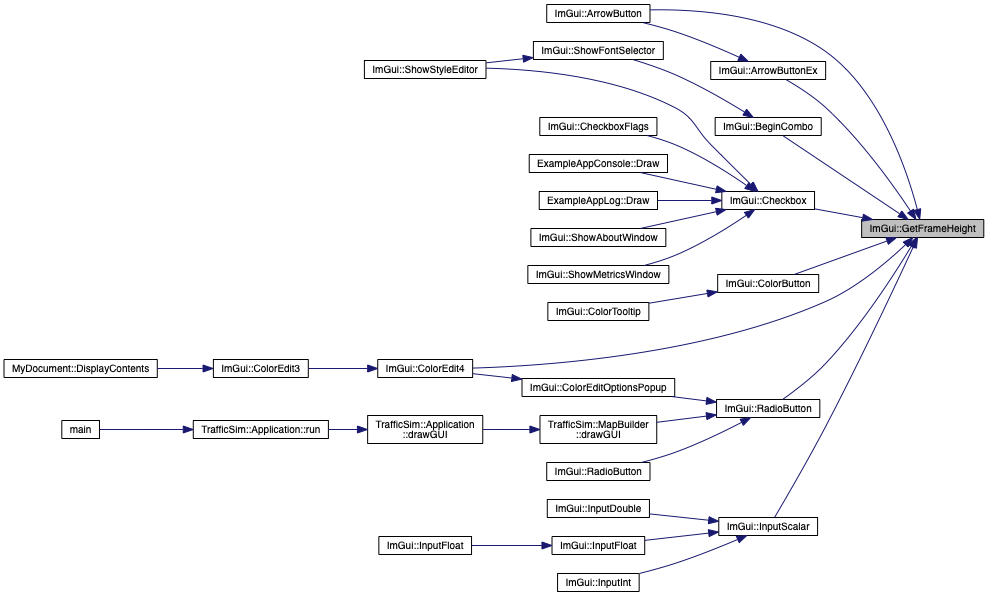 ImGui::ArrowButton
ImGui::ShowFontSelector
ImGui::ShowStyleEditor
ImGui::ArrowButtonEx
ImGui::CheckboxFlags
ImGui::BeginCombo
ExampleAppConsole::Draw
ExampleAppLog::Draw
ImGui::Checkbox
ImGui::GetFrameHeight
ImGui::ShowAboutWindow
ImGui::ShowMetricsWindow
ImGui::ColorButton
ImGui::ColorTooltip
MyDocument::DisplayContents
ImGui::ColorEdit3
ImGui::ColorEdit4
ImGui::ColorEditOptionsPopup
ImGui::RadioButton
main
TrafficSim::Application::run
TrafficSim::Application
::drawGUI
TrafficSim::MapBuilder
::drawGUI
ImGui::RadioButton
ImGui::InputDouble
ImGui::InputScalar
ImGui::InputFloat
ImGui::InputFloat
ImGui::InputInt